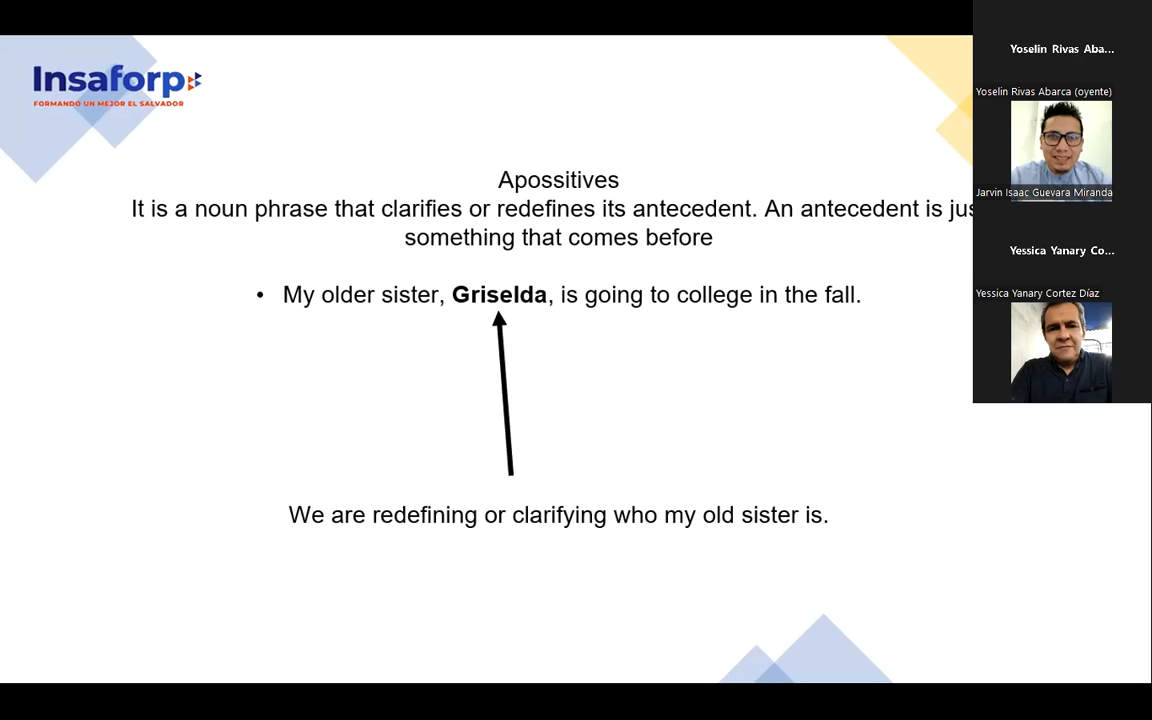 Insaforp
FORMANDO UN MEJOR EL SALVADOR
Apossitives
It is a noun phrase that clarifies or redefines its antecedent. An antecedent is jus
something that comes before
• My older sister, Griselda, is going to college in the fall.
We are redefining or clarifying who my old sister is.
Yoselin Rivas Aba...
Yoselin Rivas Abarca (oyente)
Jarvin Isaac Guevara Miranda
Yessica Yanary Co...
Yessica Yanary Cortez Díaz